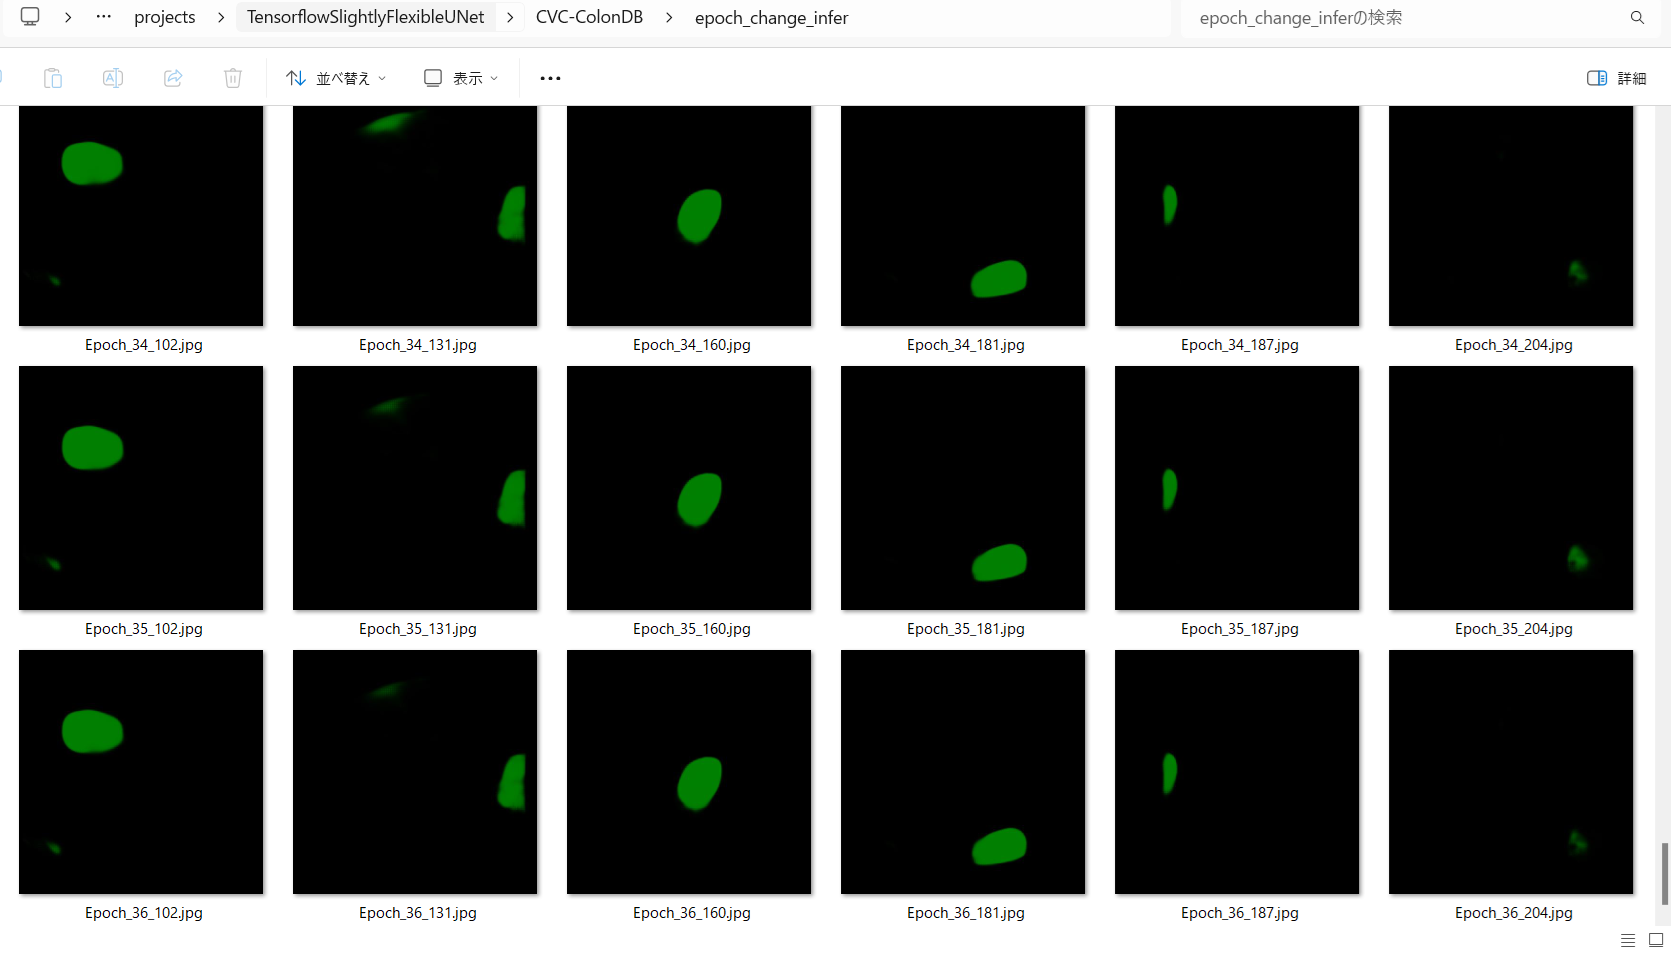 projects > TensorflowSlightlyFlexibleUNet > CVC-ColonDB > epoch_change_infer
epoch_change_inferの検索
並べ替え 表示 詳細
Epoch_34_102.jpg Epoch_34_131.jpg Epoch_34_160.jpg Epoch_34_181.jpg Epoch_34_187.jpg Epoch_34_204.jpg
Epoch_35_102.jpg Epoch_35_131.jpg Epoch_35_160.jpg Epoch_35_181.jpg Epoch_35_187.jpg Epoch_35_204.jpg
Epoch_36_102.jpg Epoch_36_131.jpg Epoch_36_160.jpg Epoch_36_181.jpg Epoch_36_187.jpg Epoch_36_204.jpg